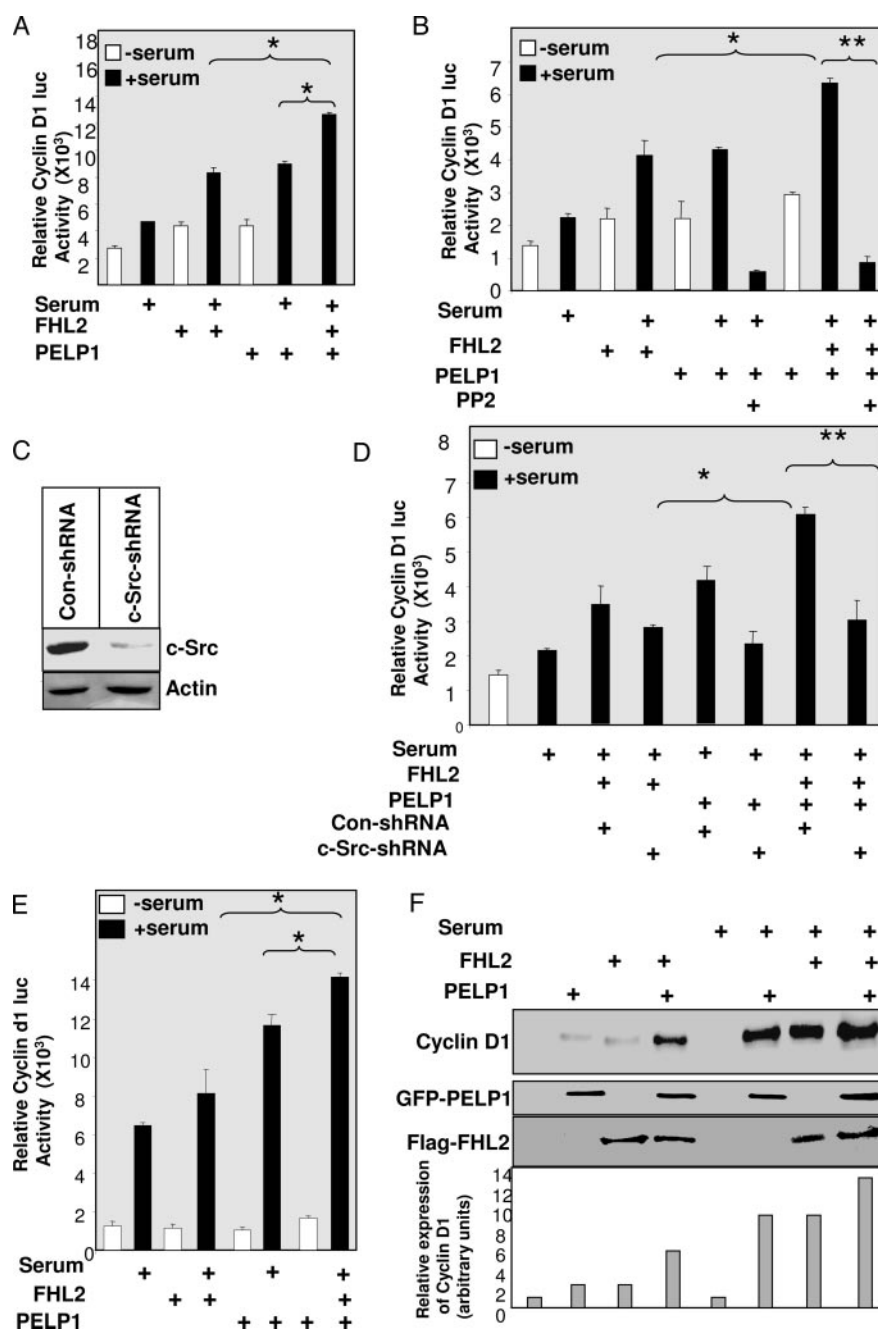 A
18
16
14
12
10
8
6
4
2
-serum
+serum
*
*
Relative Cyclin D1 luc
Activity (X10³)
Serum + + + +
FHL2 + + +
PELP1 + + +
B
7
6
5
4
3
2
1
0
-serum
+serum
*
**
Relative Cyclin D1 luc
Activity (X10³)
Serum + + + + + +
FHL2 + + + +
PELP1 + + + + + +
PP2 + +
C
Con-shRNA
c-Src-shRNA
c-Src
Actin
D
8
7
6
5
4
3
2
1
0
-serum
+serum
*
**
Relative Cyclin D1 luc
Activity (X10³)
Serum + + + + + + +
FHL2 + + + +
PELP1 + + + +
Con-shRNA + + +
c-Src-shRNA + + +
E
14
12
10
8
6
4
2
0
-serum
+serum
*
*
Relative Cyclin d1 luc
Activity (X10³)
Serum + + + +
FHL2 + + +
PELP1 + + + +
F
Serum + + + +
FHL2 + + + +
PELP1 + + + +
Cyclin D1
GFP-PELP1
Flag-FHL2
14
12
10
8
6
4
2
0
Relative expression
of Cyclin D1
(arbitrary units)